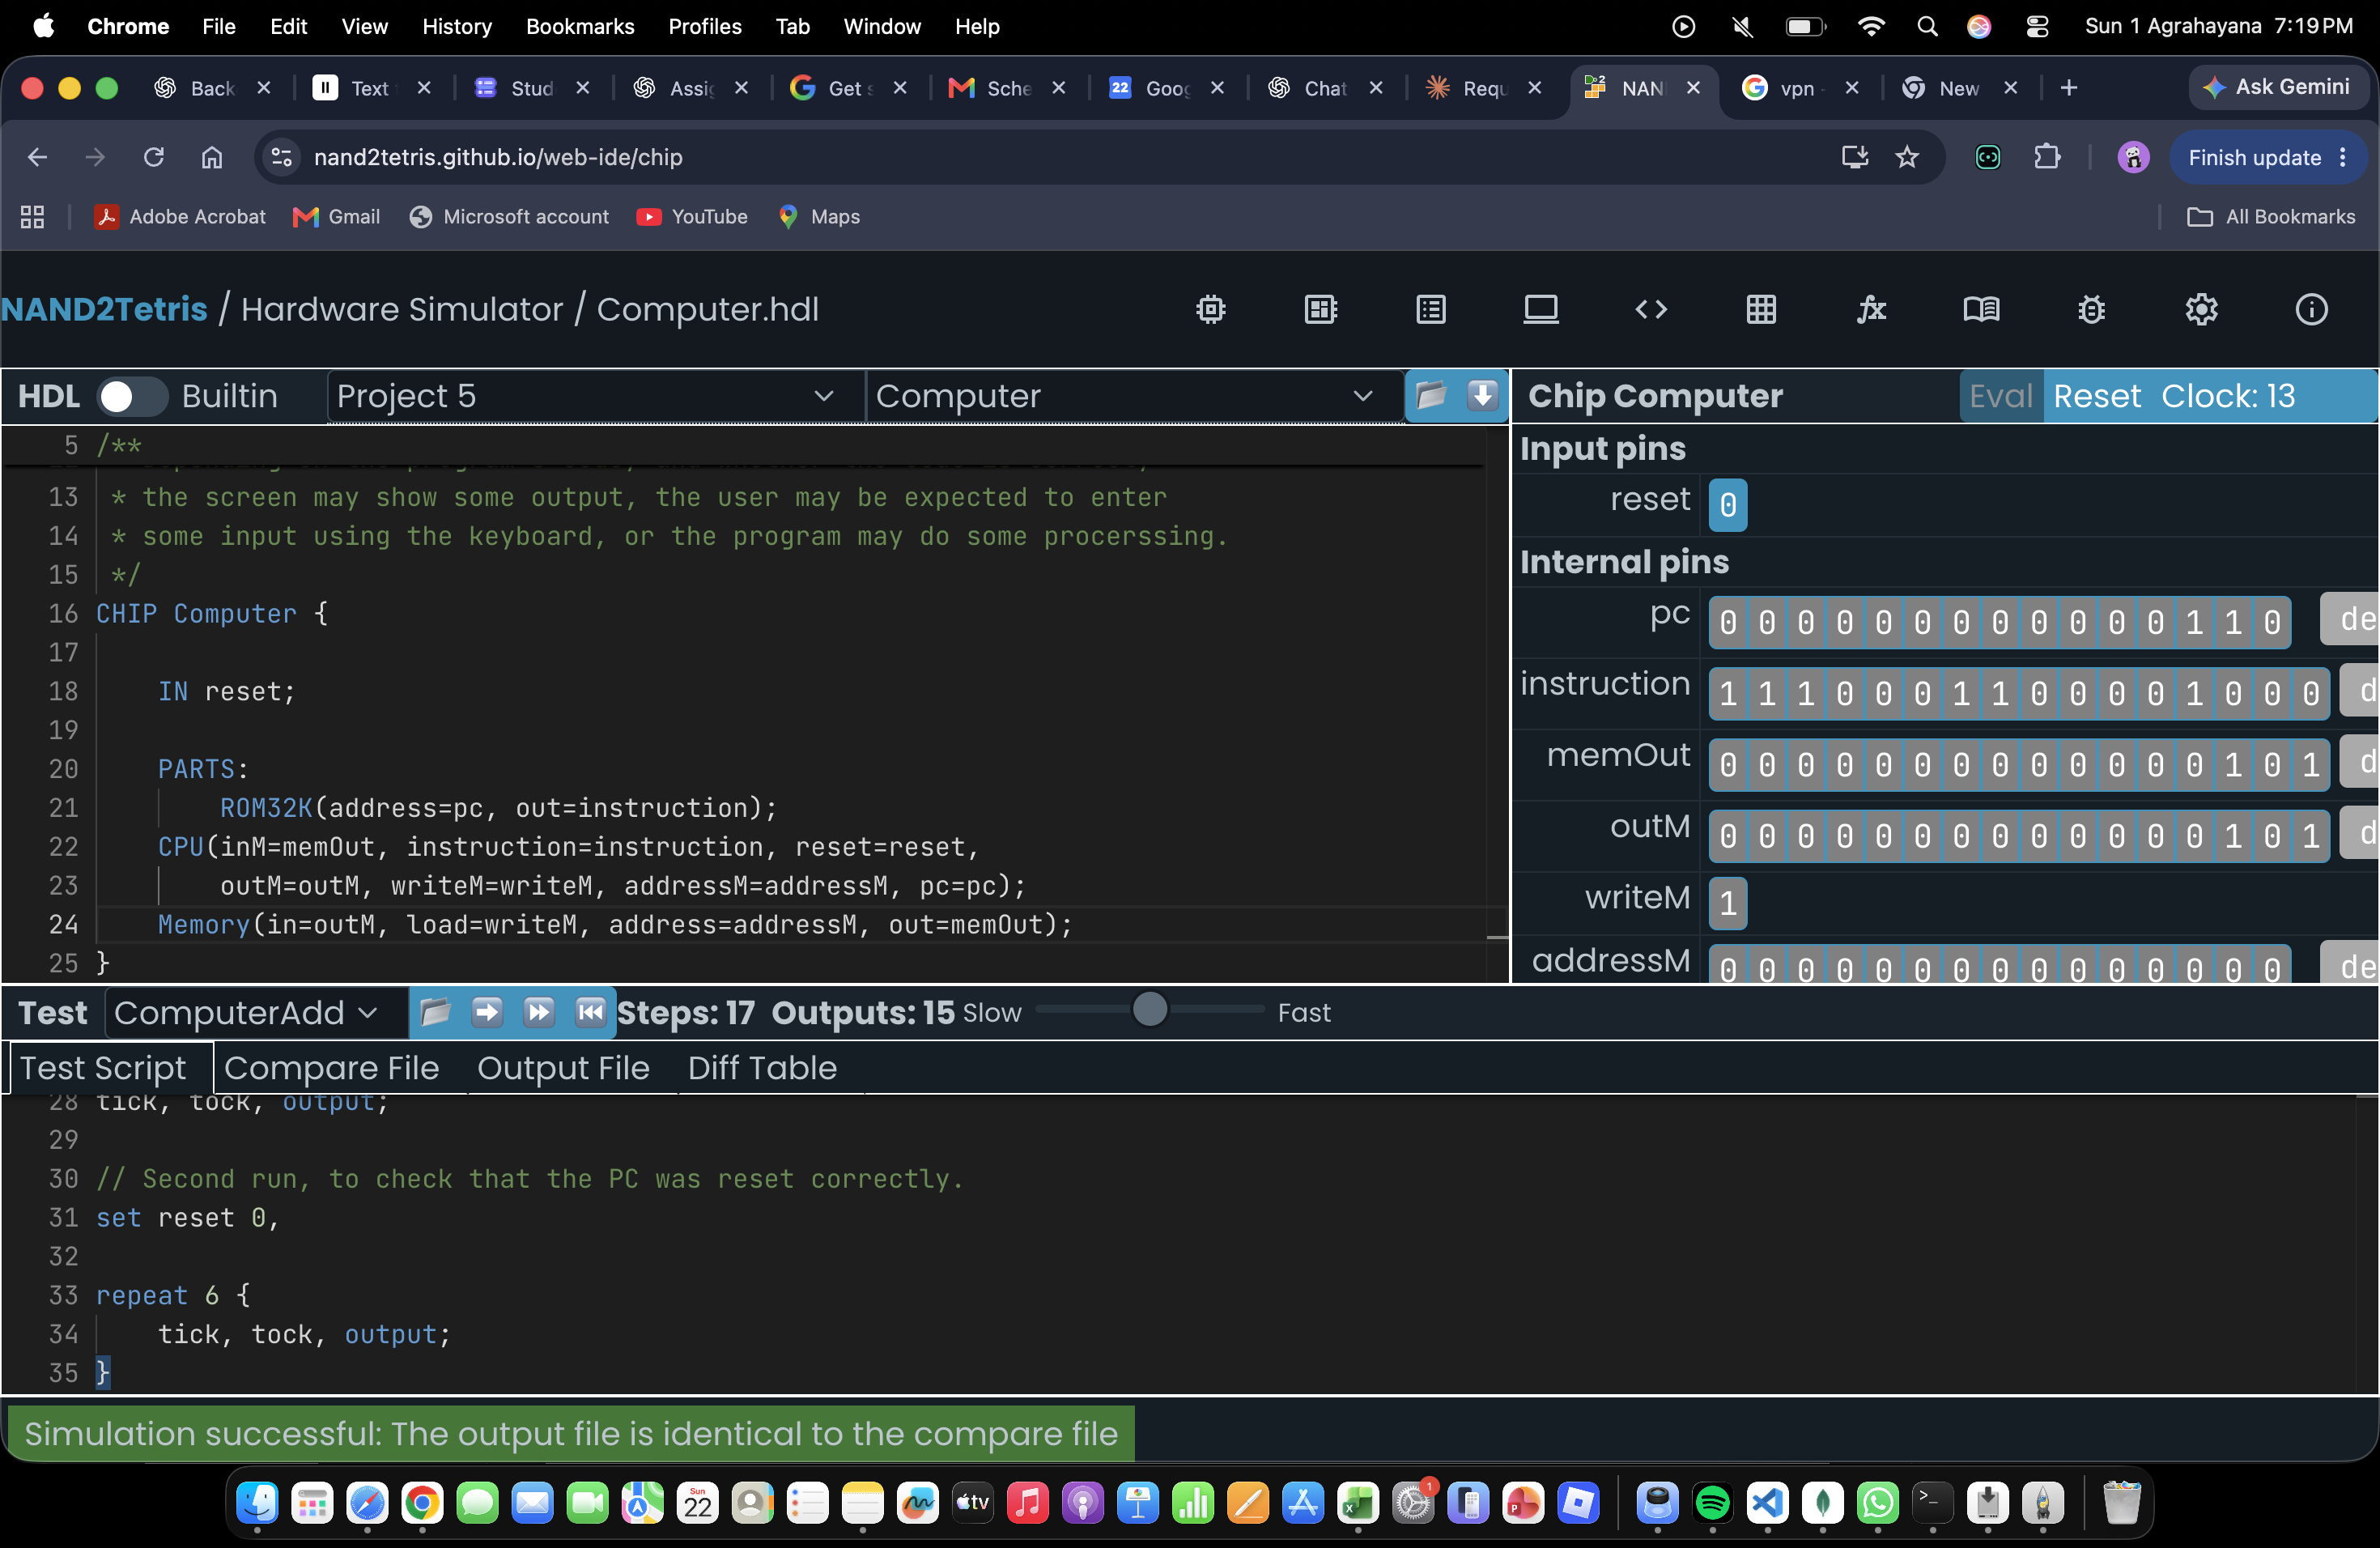 Chrome File Edit View History Bookmarks Profiles Tab Window Help Sun 1 Agrahayana 7:19 PM
Back Text Stud Assig Get s Sche 22 Goog Chat Requ NAN vpn - New Ask Gemini
nand2tetris.github.io/web-ide/chip Finish update
Adobe Acrobat Gmail Microsoft account YouTube Maps All Bookmarks
NAND2Tetris / Hardware Simulator / Computer.hdl
HDL Builtin Project 5 Computer
5 /**
13 * the screen may show some output, the user may be expected to enter
14 * some input using the keyboard, or the program may do some procerssing.
15 */
16 CHIP Computer {
17
18 IN reset;
19
20 PARTS:
21 ROM32K(address=pc, out=instruction);
22 CPU(inM=memOut, instruction=instruction, reset=reset,
23 outM=outM, writeM=writeM, addressM=addressM, pc=pc);
24 Memory(in=outM, load=writeM, address=addressM, out=memOut);
25 }
Chip Computer Eval Reset Clock: 13
Input pins
reset 0
Internal pins
pc 0 0 0 0 0 0 0 0 0 0 0 0 1 1 0 de
instruction 1 1 1 0 0 0 1 1 0 0 0 0 1 0 0 0 d
memOut 0 0 0 0 0 0 0 0 0 0 0 0 0 1 0 1 d
outM 0 0 0 0 0 0 0 0 0 0 0 0 0 1 0 1 d
writeM 1
addressM 0 0 0 0 0 0 0 0 0 0 0 0 0 0 0 de
Test ComputerAdd Steps: 17 Outputs: 15 Slow Fast
Test Script Compare File Output File Diff Table
28 tick, tock, output;
29
30 // Second run, to check that the PC was reset correctly.
31 set reset 0,
32
33 repeat 6 {
34 tick, tock, output;
35 }
Simulation successful: The output file is identical to the compare file
Sun
22
tv
1